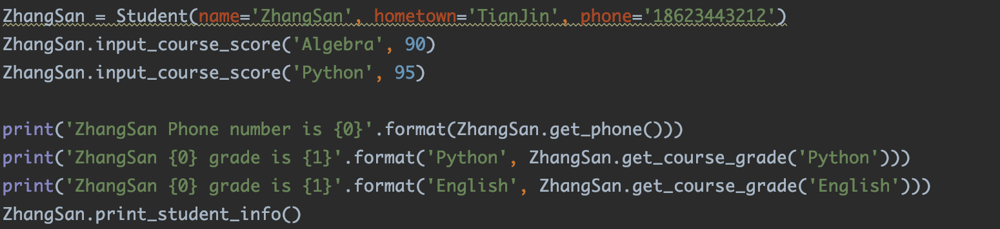 ZhangSan = Student(name='ZhangSan', hometown='TianJin', phone='18623443212')
ZhangSan.input_course_score('Algebra', 90)
ZhangSan.input_course_score('Python', 95)
print('ZhangSan Phone number is {0}'.format(ZhangSan.get_phone()))
print('ZhangSan {0} grade is {1}'.format('Python', ZhangSan.get_course_grade('Python')))
print('ZhangSan {0} grade is {1}'.format('English', ZhangSan.get_course_grade('English')))
ZhangSan.print_student_info()